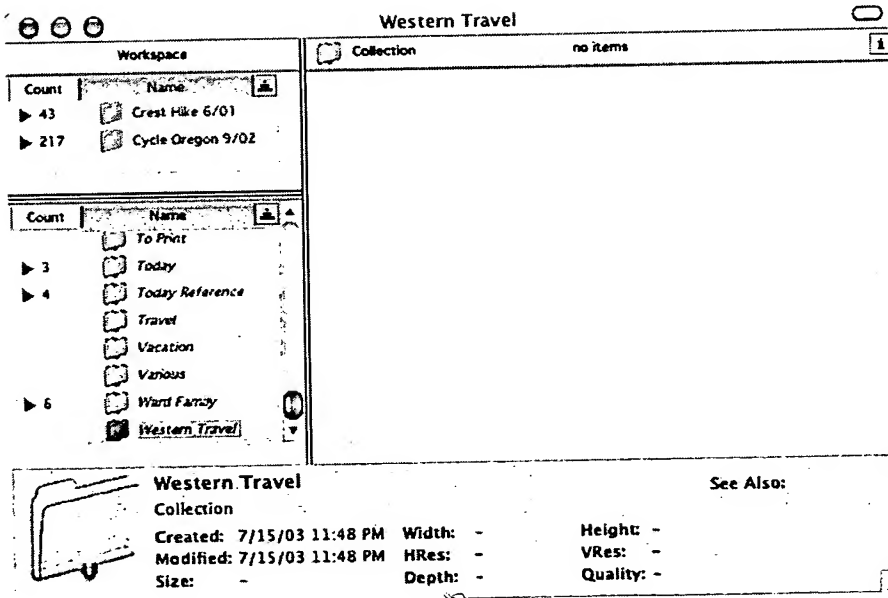 Western Travel
Workspace
Collection no items i
Count Name
43 Crest Hike 6/01
217 Cycle Oregon 9/02
Count Name
To Print
3 Today
4 Today Reference
Travel
Vacation
Various
6 Ward Family
Western Travel
Western Travel
See Also:
Collection
Created: 7/15/03 11:48 PM Width: - Height: -
Modified: 7/15/03 11:48 PM HRes: - VRes: -
Size: - Depth: - Quality: -